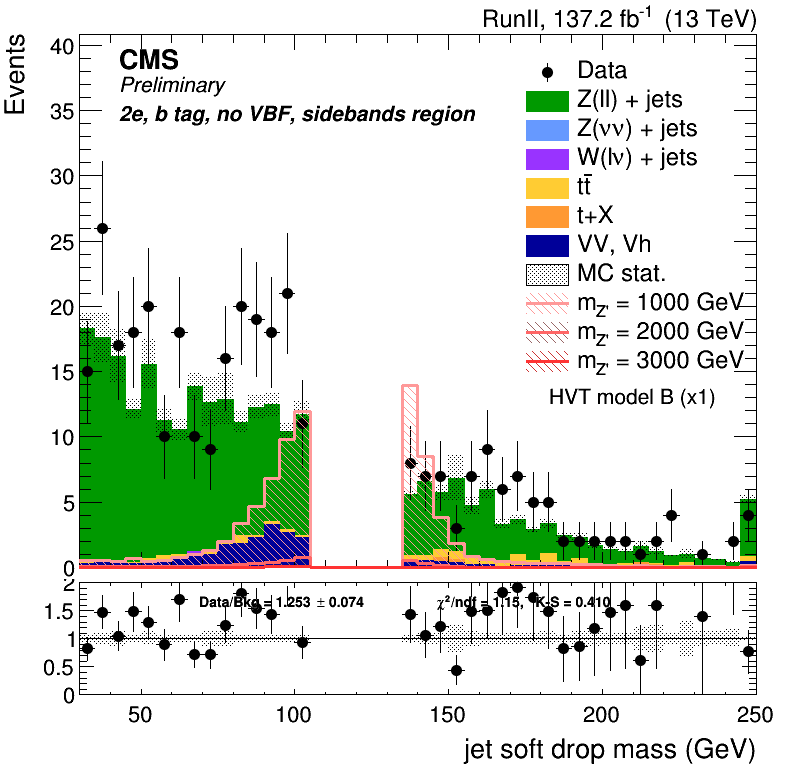 RunII, 137.2 fb⁻¹ (13 TeV)
Events
CMS
Preliminary
2e, b tag, no VBF, sidebands region
Data
Z(ll) + jets
Z(νν) + jets
W(lν) + jets
tt̄
t+X
VV, Vh
MC stat.
m_Z' = 1000 GeV
m_Z' = 2000 GeV
m_Z' = 3000 GeV
HVT model B (x1)
40
35
30
25
20
15
10
5
0
Data/Bkg = 1.253 ± 0.074
χ²/ndf = 1.15, K-S = 0.410
2
1.5
1
0.5
0
50 100 150 200 250
jet soft drop mass (GeV)